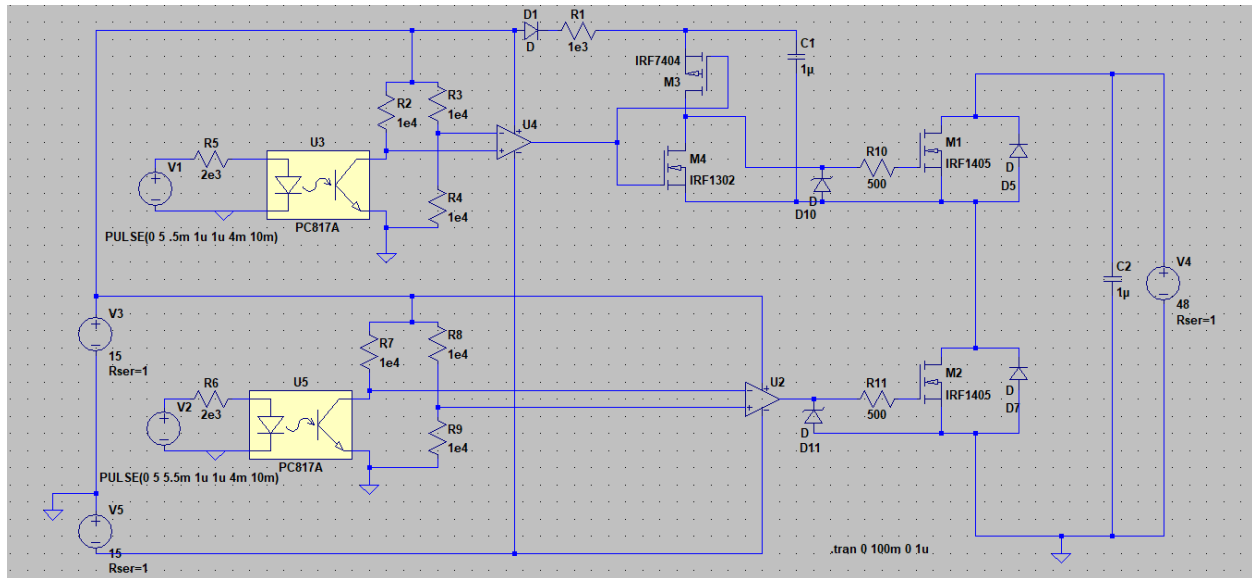 D1
D
R1
1e3
C1
1µ
IRF7404
M3
R2
1e4
R3
1e4
U4
R5
2e3
U3
V1
R4
1e4
PC817A
PULSE(0 5 .5m 1u 1u 4m 10m)
M4
IRF1302
R10
500
M1
IRF1405
D
D5
D
D10
C2
1µ
V4
48
Rser=1
V3
15
Rser=1
R7
1e4
R8
1e4
R6
2e3
U5
V2
R9
1e4
PC817A
PULSE(0 5 5.5m 1u 1u 4m 10m)
U2
R11
500
M2
IRF1405
D
D7
D
D11
V5
15
Rser=1
.tran 0 100m 0 1u